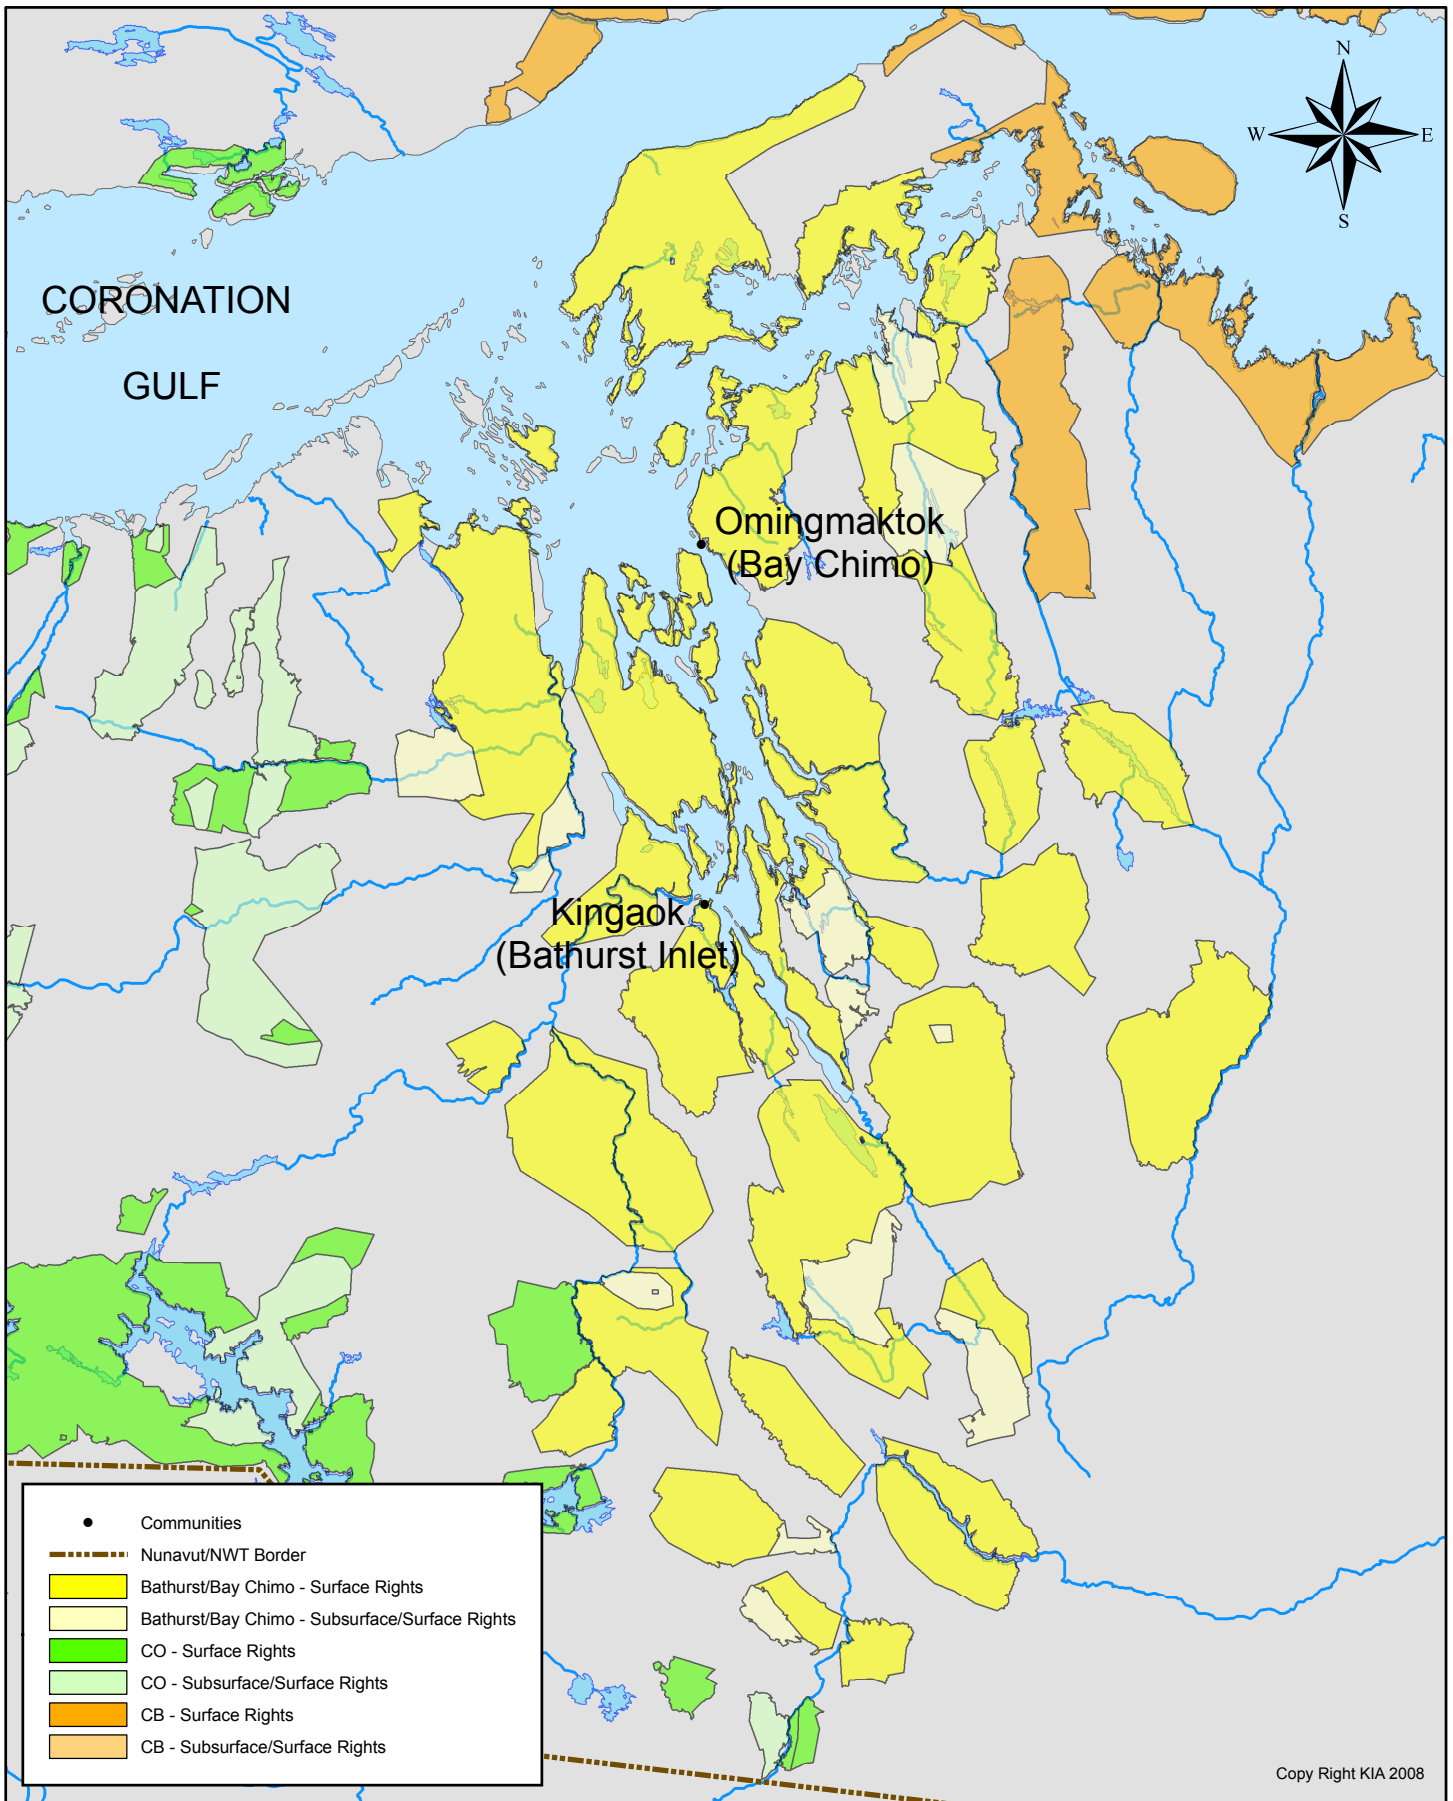 N
W E
S
CORONATION
GULF
Omingmaktok
(Bay Chimo)
Kingaok
(Bathurst Inlet)
Communities
Nunavut/NWT Border
Bathurst/Bay Chimo - Surface Rights
Bathurst/Bay Chimo - Subsurface/Surface Rights
CO - Surface Rights
CO - Subsurface/Surface Rights
CB - Surface Rights
CB - Subsurface/Surface Rights
Copy Right KIA 2008